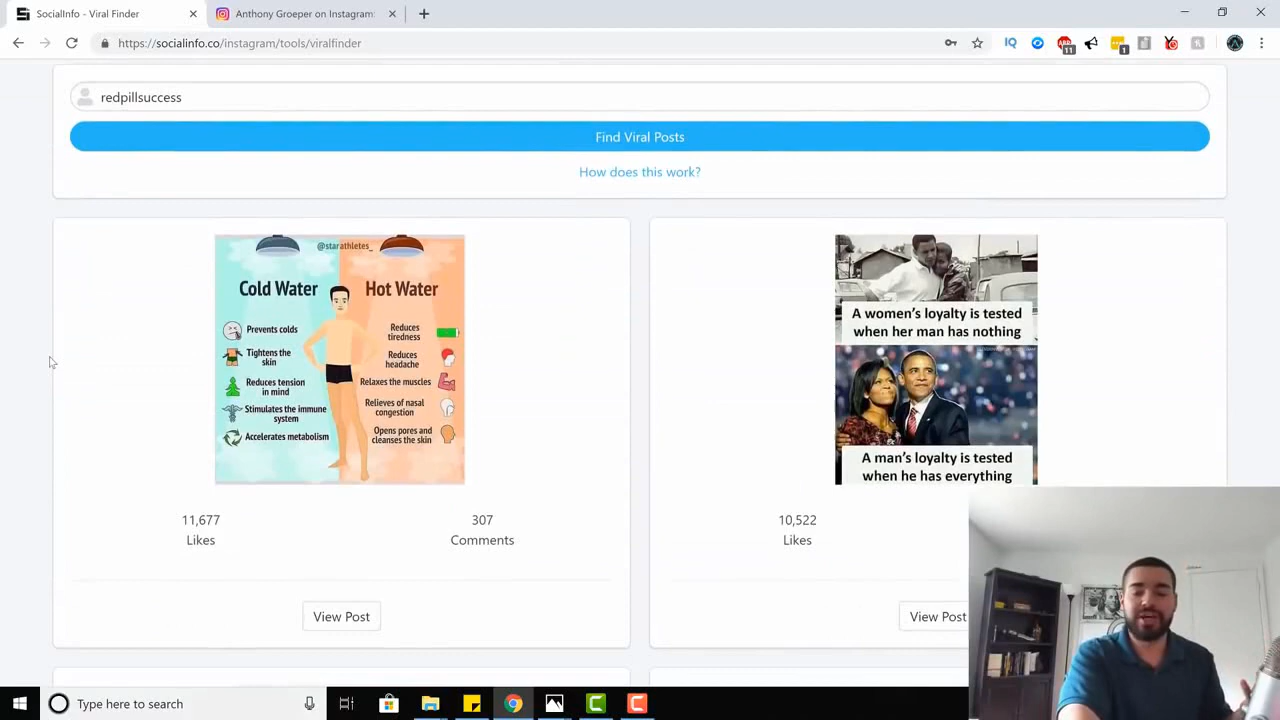 SocialInfo - Viral Finder
Anthony Groeper on Instagram:
https://socialinfo.co/instagram/tools/viralfinder
IQ
11
1
redpillsuccess
Find Viral Posts
How does this work?
@starathletes_
Cold Water
Hot Water
Prevents colds
Tightens the
skin
Reduces tension
in mind
Stimulates the immune
system
Accelerates metabolism
Reduces
tiredness
Reduces
headache
Relaxes the muscles
Relieves of nasal
congestion
Opens pores and
cleanses the skin
11,677
Likes
307
Comments
View Post
A women's loyalty is tested
when her man has nothing
A man's loyalty is tested
when he has everything
10,522
Likes
View Post
Type here to search